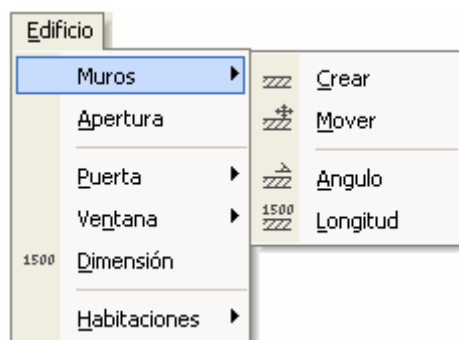 Edificio
Muros
Apertura
Puerta
Ventana
1500 Dimensión
Habitaciones
Crear
Mover
Angulo
1500 Longitud